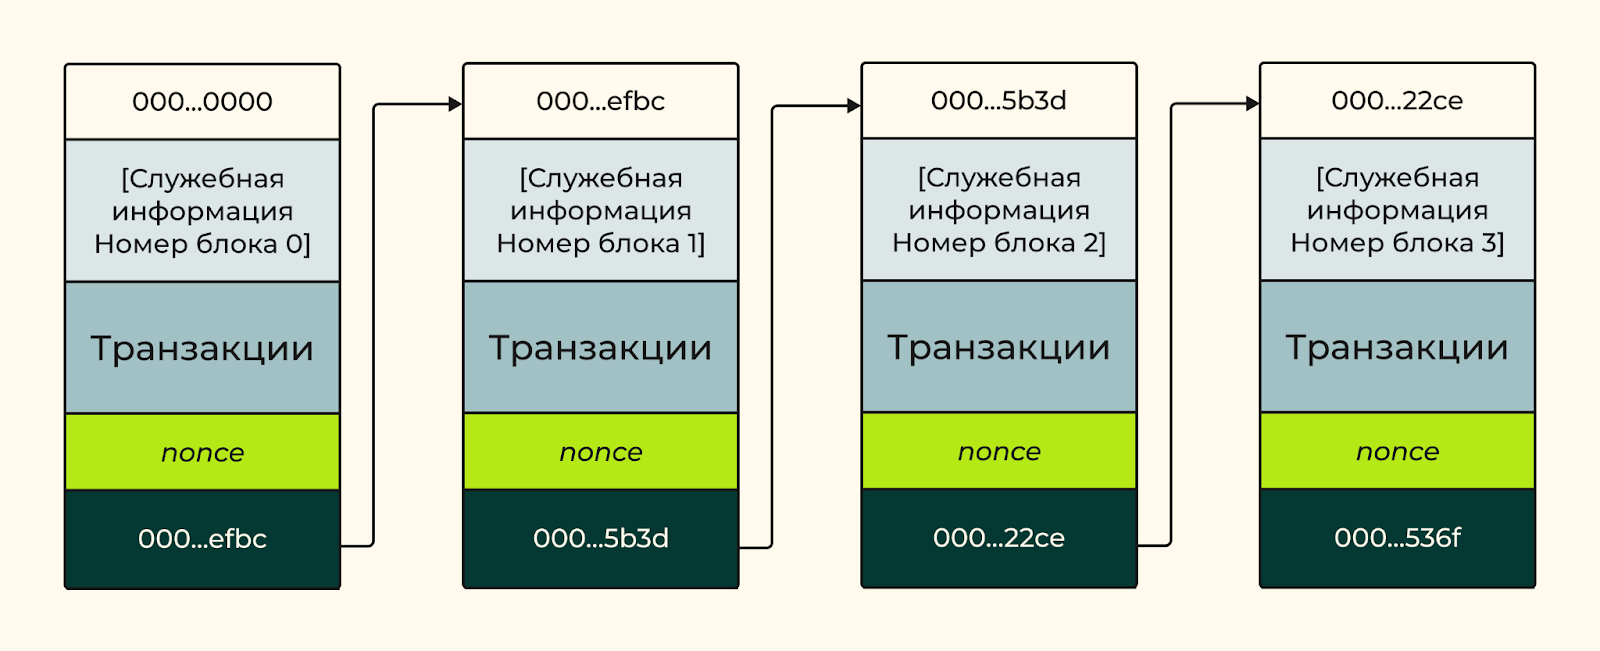 000...0000
[Служебная
информация
Номер блока 0]
Транзакции
nonce
000...efbc
000...efbc
[Служебная
информация
Номер блока 1]
Транзакции
nonce
000...5b3d
000...5b3d
[Служебная
информация
Номер блока 2]
Транзакции
nonce
000...22ce
000...22ce
[Служебная
информация
Номер блока 3]
Транзакции
nonce
000...536f